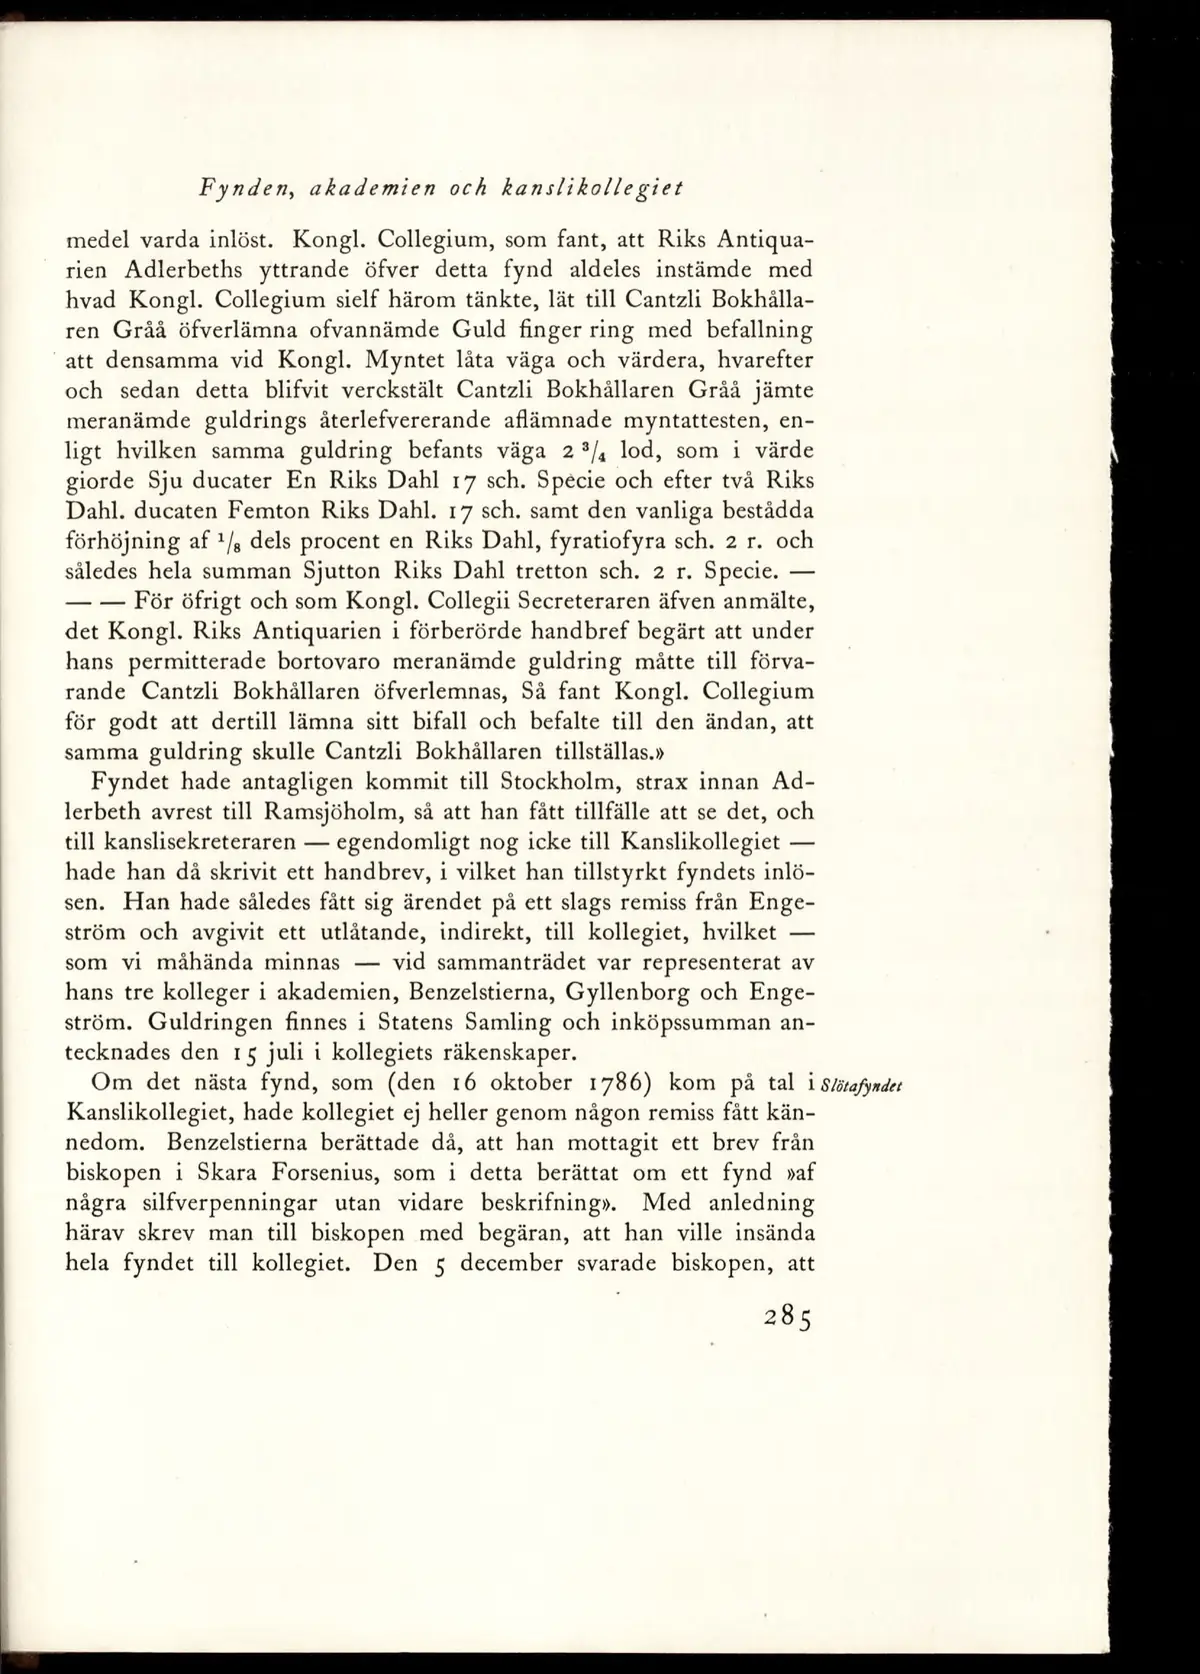 Fynden, akademien och kanslikollegiet
medel varda inlöst. Kongl. Collegium, som fant, att Riks Antiqua-
rien Adlerbeths yttrande öfver detta fynd aldeles instämde med
hvad Kongl. Collegium sielf härom tänkte, lät till Cantzli Bokhålla-
ren Gråå öfverlämna ofvannämde Guld finger ring med befallning
att densamma vid Kongl. Myntet låta väga och värdera, hvarefter
och sedan detta blifvit verckstält Cantzli Bokhållaren Gråå jämte
meranämde guldrings återlefvererande aflämnade myntattesten, en-
ligt hvilken samma guldring befants väga 2 ³/₄ lod, som i värde
giorde Sju ducater En Riks Dahl 17 sch. Specie och efter två Riks
Dahl. ducaten Femton Riks Dahl. 17 sch. samt den vanliga bestådda
förhöjning af ¹/₈ dels procent en Riks Dahl, fyratiofyra sch. 2 r. och
således hela summan Sjutton Riks Dahl tretton sch. 2 r. Specie. —
— — För öfrigt och som Kongl. Collegii Secreteraren äfven anmälte,
det Kongl. Riks Antiquarien i förberörde handbref begärt att under
hans permitterade bortovaro meranämde guldring måtte till förva-
rande Cantzli Bokhållaren öfverlemnas, Så fant Kongl. Collegium
för godt att dertill lämna sitt bifall och befalte till den ändan, att
samma guldring skulle Cantzli Bokhållaren tillställas.»
Fyndet hade antagligen kommit till Stockholm, strax innan Ad-
lerbeth avrest till Ramsjöholm, så att han fått tillfälle att se det, och
till kanslisekreteraren — egendomligt nog icke till Kanslikollegiet —
hade han då skrivit ett handbrev, i vilket han tillstyrkt fyndets inlö-
sen. Han hade således fått sig ärendet på ett slags remiss från Enge-
ström och avgivit ett utlåtande, indirekt, till kollegiet, hvilket —
som vi måhända minnas — vid sammanträdet var representerat av
hans tre kolleger i akademien, Benzelstierna, Gyllenborg och Enge-
ström. Guldringen finnes i Statens Samling och inköpssumman an-
tecknades den 15 juli i kollegiets räkenskaper.
Om det nästa fynd, som (den 16 oktober 1786) kom på tal i Slötafyndet
Kanslikollegiet, hade kollegiet ej heller genom någon remiss fått kän-
nedom. Benzelstierna berättade då, att han mottagit ett brev från
biskopen i Skara Forsenius, som i detta berättat om ett fynd »af
några silfverpenningar utan vidare beskrifning». Med anledning
härav skrev man till biskopen med begäran, att han ville insända
hela fyndet till kollegiet. Den 5 december svarade biskopen, att
285